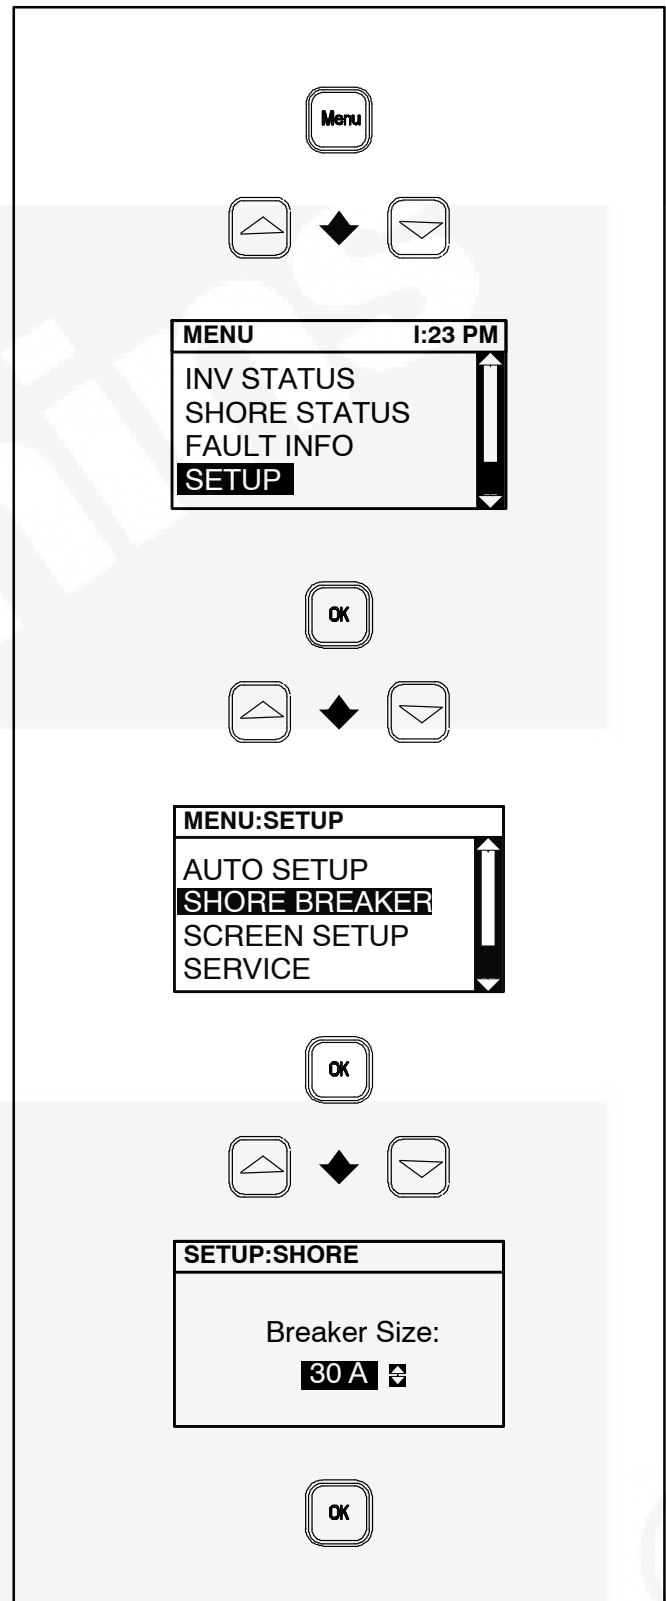 Menu
MENU I:23 PM
INV STATUS
SHORE STATUS
FAULT INFO
SETUP
OK
MENU:SETUP
AUTO SETUP
SHORE BREAKER
SCREEN SETUP
SERVICE
OK
SETUP:SHORE
Breaker Size:
30 A
OK